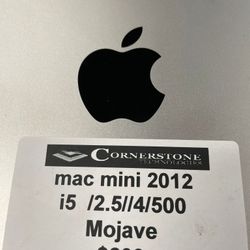 CORNERSTONE
TECHNOLOGIES
mac mini 2012
i5 /2.5//4/500
Mojave